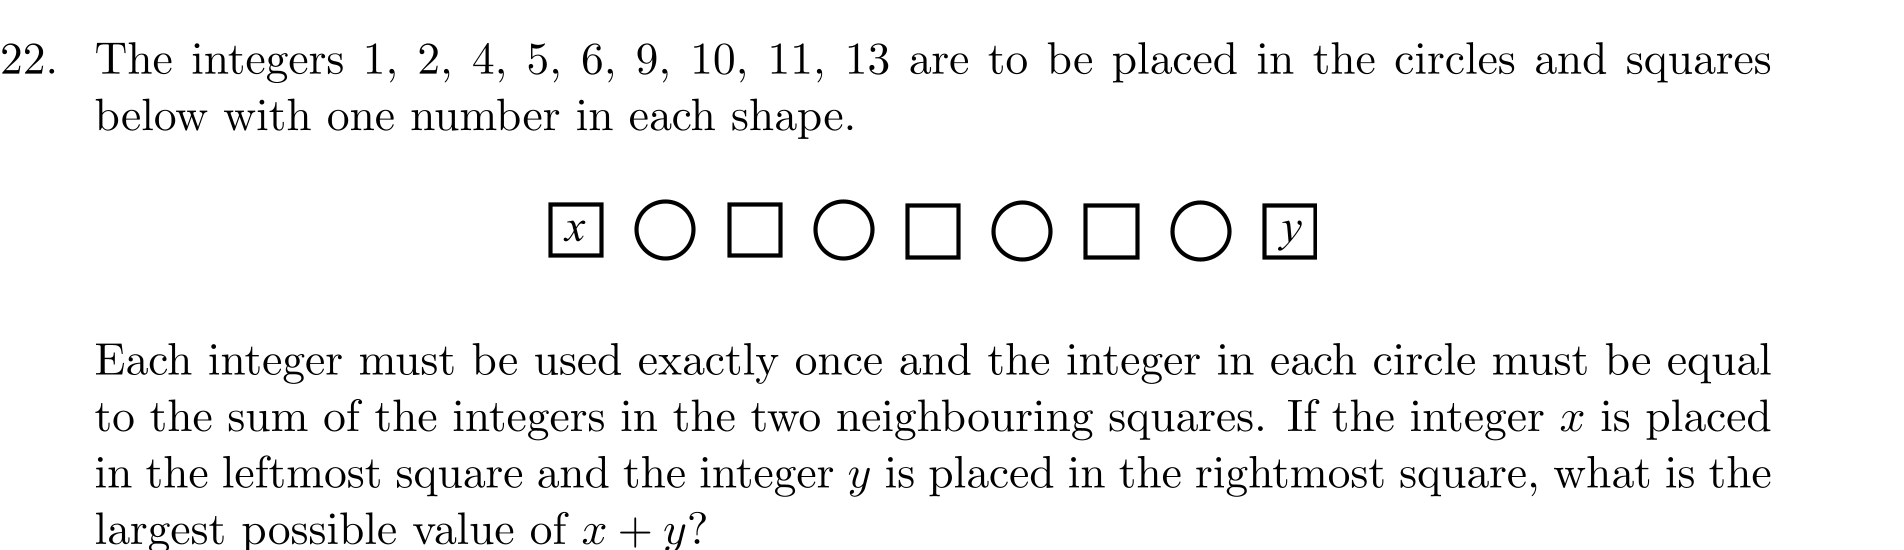 22. The integers 1, 2, 4, 5, 6, 9, 10, 11, 13 are to be placed in the circles and squares
below with one number in each shape.
x y
Each integer must be used exactly once and the integer in each circle must be equal
to the sum of the integers in the two neighbouring squares. If the integer x is placed
in the leftmost square and the integer y is placed in the rightmost square, what is the
largest possible value of x + y?